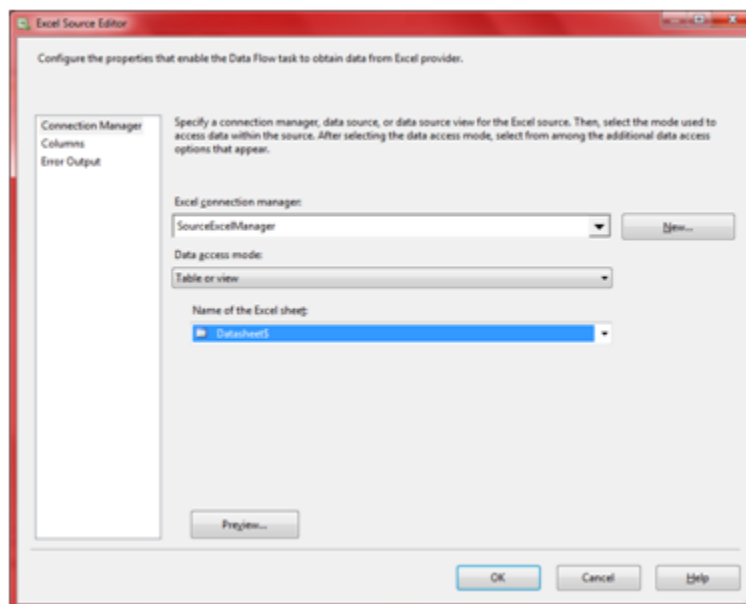 Excel Source Editor
Configure the properties that enable the Data Flow task to obtain data from Excel provider.
Connection Manager
Columns
Error Output
Specify a connection manager, data source, or data source view for the Excel source. Then, select the mode used to
access data within the source. After selecting the data access mode, select from among the additional data access
options that appear.
Excel connection manager:
SourceExcelManager
New...
Data access mode:
Table or view
Name of the Excel sheet:
Datasheet$
Preview...
OK
Cancel
Help